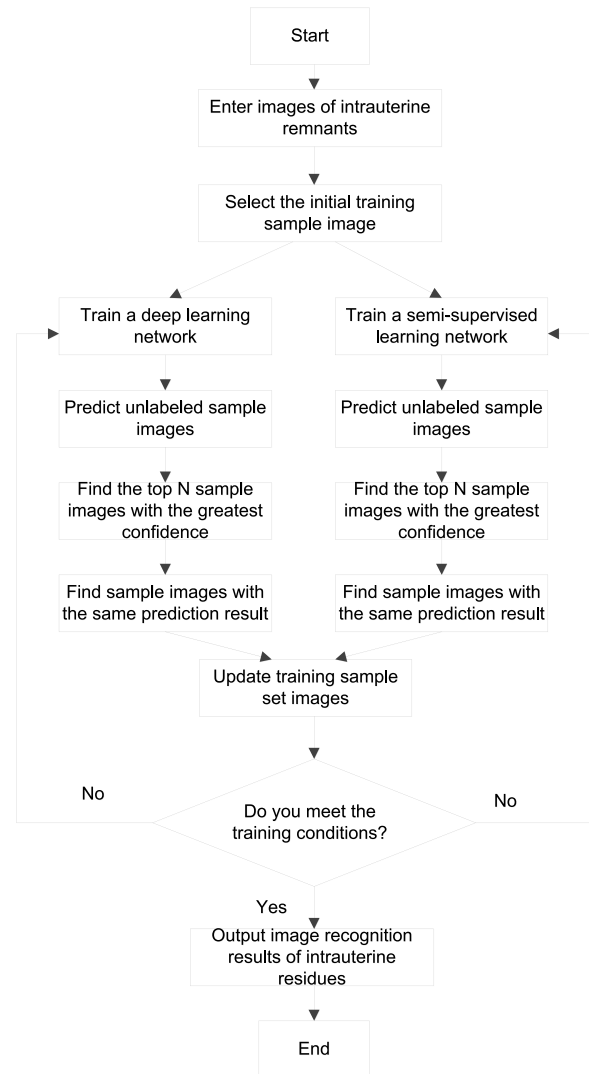 Start
Enter images of intrauterine
remnants
Select the initial training
sample image
Train a deep learning
network
Train a semi-supervised
learning network
Predict unlabeled sample
images
Predict unlabeled sample
images
Find the top N sample
images with the greatest
confidence
Find the top N sample
images with the greatest
confidence
Find sample images with
the same prediction result
Find sample images with
the same prediction result
Update training sample
set images
No
Do you meet the
training conditions?
No
Yes
Output image recognition
results of intrauterine
residues
End